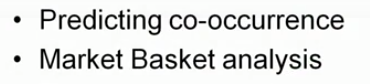 • Predicting co-occurrence
• Market Basket analysis